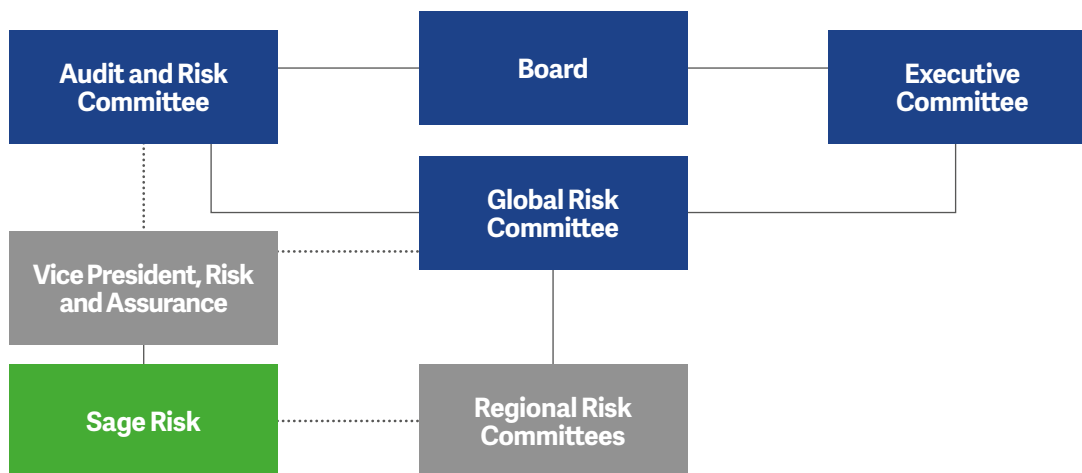 Audit and Risk
Committee
Board
Executive
Committee
Global Risk
Committee
Vice President, Risk
and Assurance
Sage Risk
Regional Risk
Committees